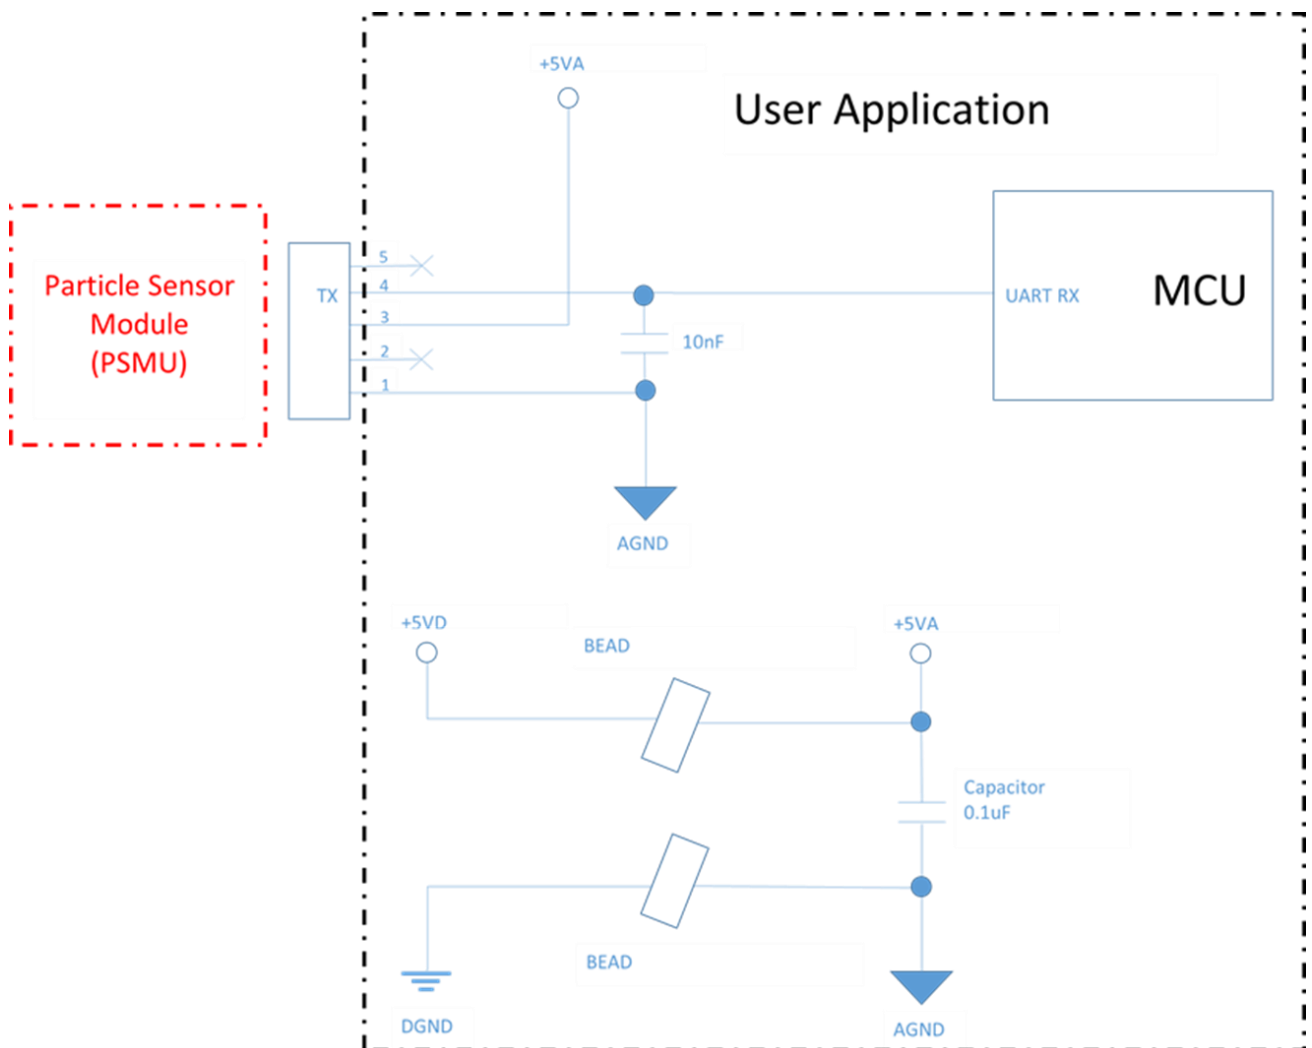 +5VA
User Application
Particle Sensor
Module
(PSMU)
TX
5
4
3
2
1
10nF
UART RX
MCU
AGND
+5VD
BEAD
+5VA
Capacitor
0.1uF
BEAD
DGND
AGND